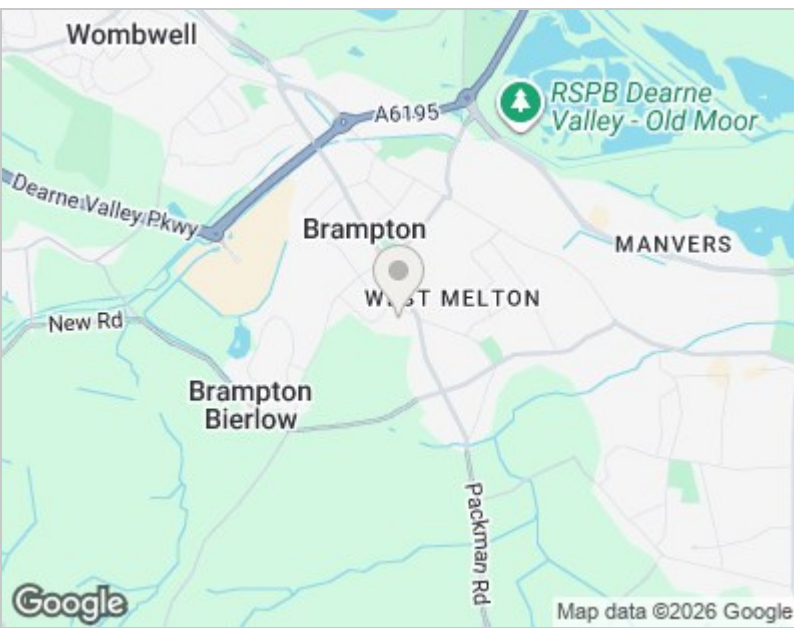 Wombwell
A6195
RSPB Dearne
Valley - Old Moor
Dearne Valley Pkwy
Brampton
MANVERS
WEST MELTON
New Rd
Brampton
Bierlow
Packman Rd
Google
Map data ©2026 Google